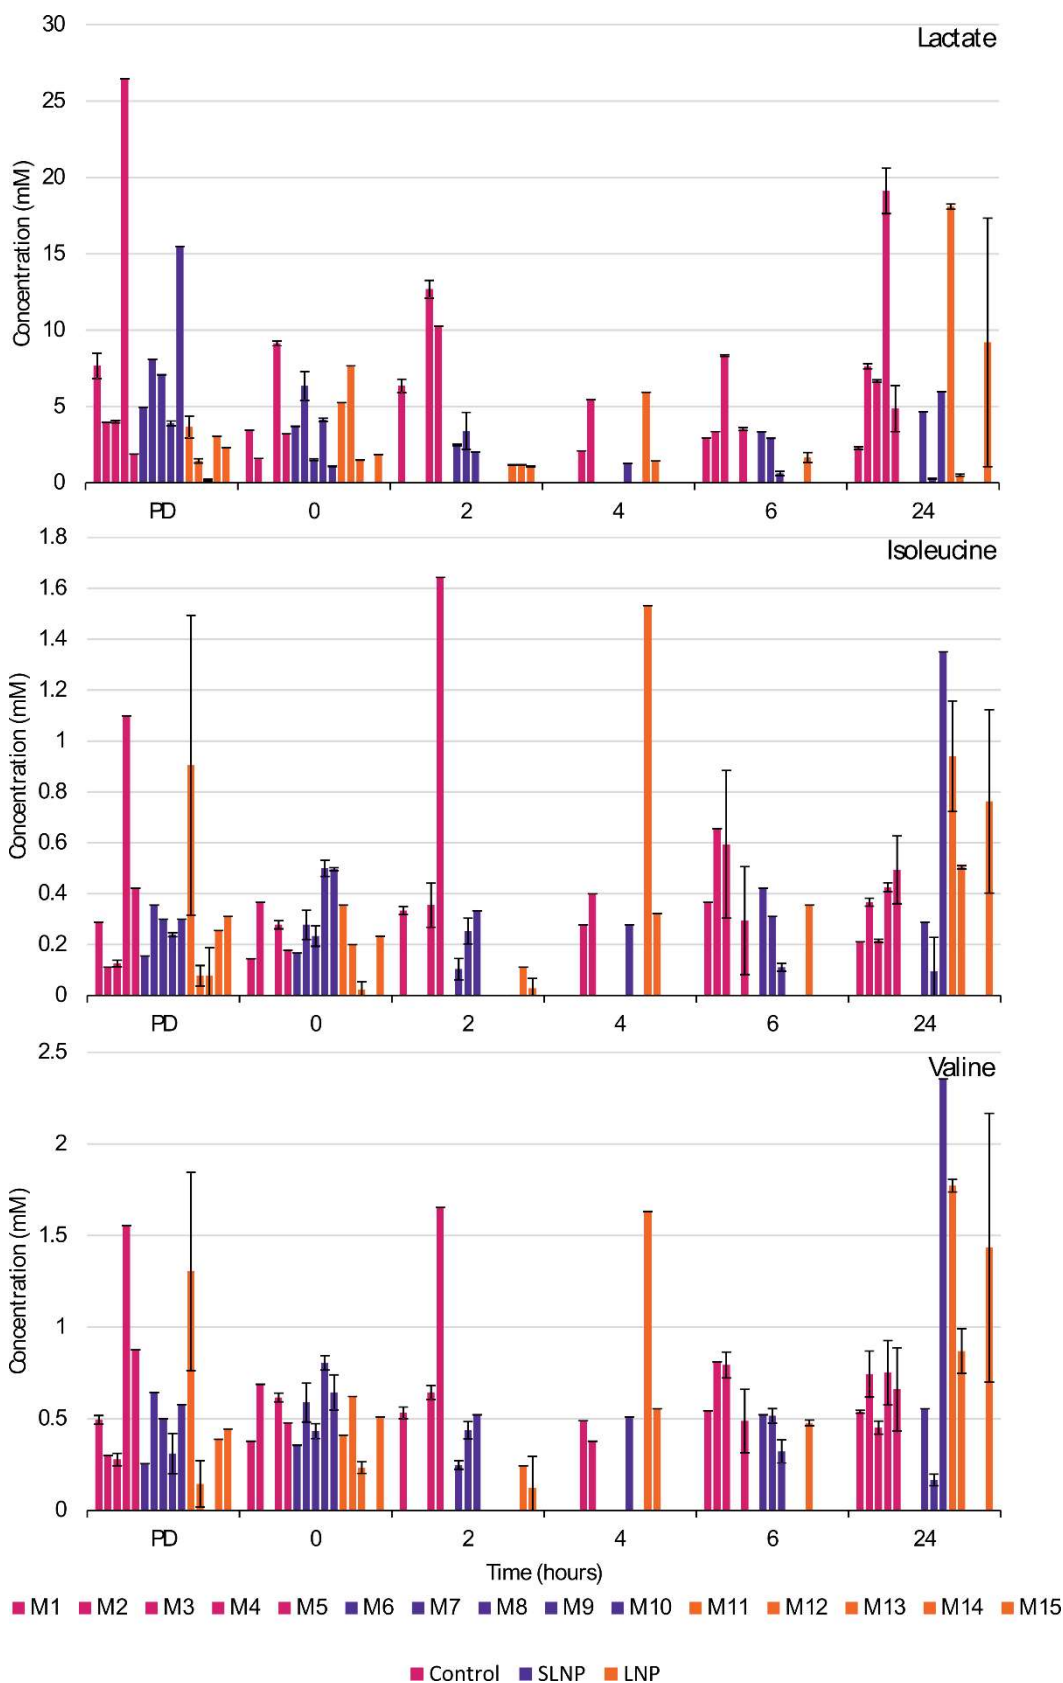 Lactate
30
25
20
15
10
5
0
Concentration (mM)
PD 0 2 4 6 24
Isoleucine
1.8
1.6
1.4
1.2
1
0.8
0.6
0.4
0.2
0
Concentration (mM)
PD 0 2 4 6 24
Valine
2.5
2
1.5
1
0.5
0
Concentration (mM)
PD 0 2 4 6 24
Time (hours)
M1 M2 M3 M4 M5 M6 M7 M8 M9 M10 M11 M12 M13 M14 M15
Control SLNP LNP